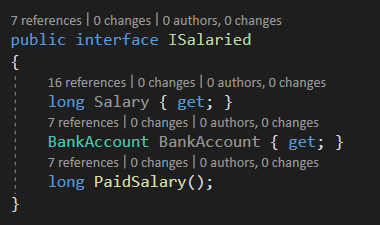 7 references | 0 changes | 0 authors, 0 changes
public interface ISalaried
{
16 references | 0 changes | 0 authors, 0 changes
long Salary { get; }
7 references | 0 changes | 0 authors, 0 changes
BankAccount BankAccount { get; }
7 references | 0 changes | 0 authors, 0 changes
long PaidSalary();
}